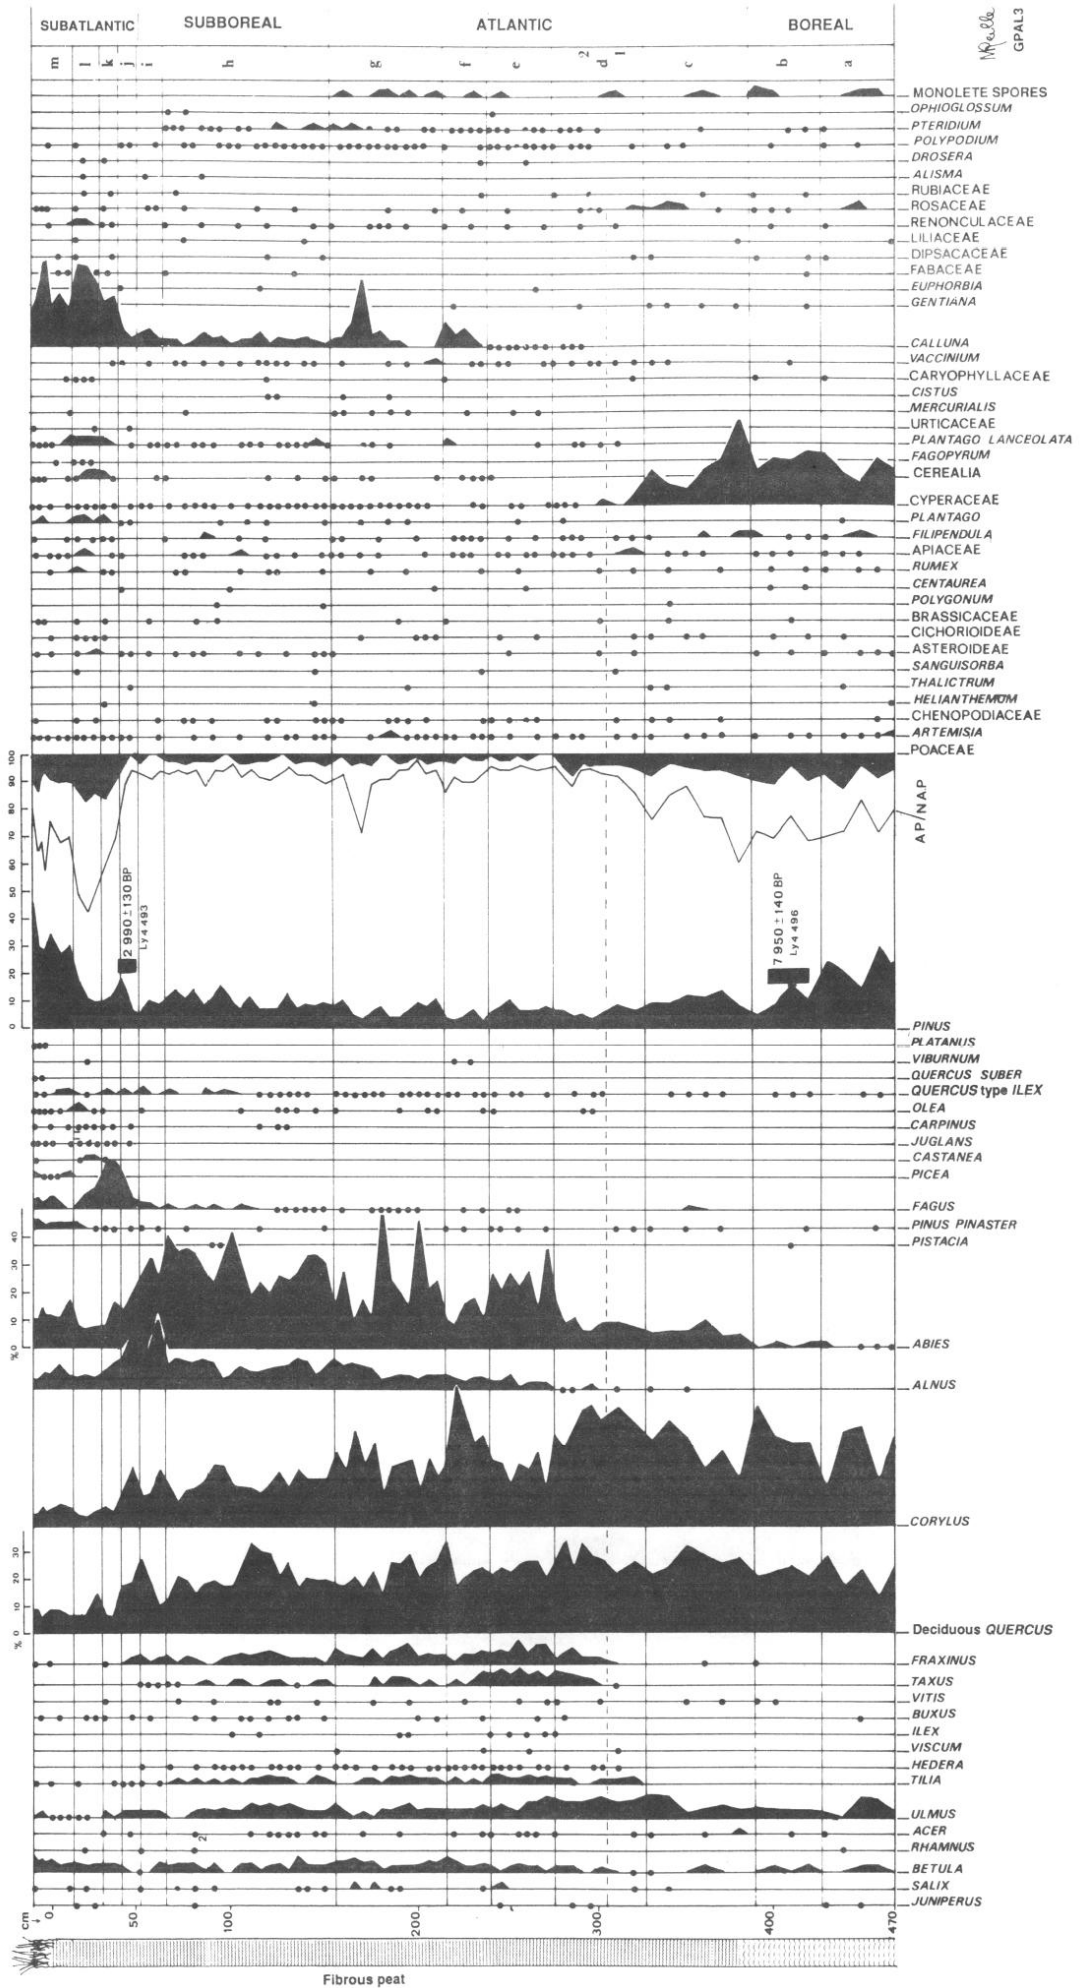 SUBATLANTIC SUBBOREAL ATLANTIC BOREAL
m l k j i h g f e 2 d 1 c b a
GPAL3
MONOLETE SPORES
OPHIOGLOSSUM
PTERIDIUM
POLYPODIUM
DROSERA
ALISMA
RUBIACEAE
ROSACEAE
RENONCULACEAE
LILIACEAE
DIPSACACEAE
FABACEAE
EUPHORBIA
GENTIANA
CALLUNA
VACCINIUM
CARYOPHYLLACEAE
CISTUS
MERCURIALIS
URTICACEAE
PLANTAGO LANCEOLATA
FAGOPYRUM
CEREALIA
CYPERACEAE
PLANTAGO
FILIPENDULA
APIACEAE
RUMEX
CENTAUREA
POLYGONUM
BRASSICACEAE
CICHORIOIDEAE
ASTEROIDEAE
SANGUISORBA
THALICTRUM
HELIANTHEMUM
CHENOPODIACEAE
ARTEMISIA
POACEAE
AP/NAP
100
90
80
70
60
50
40
30
20
10
0
2 990 ± 130 BP
Ly4 493
7 950 ± 140 BP
Ly4 496
PINUS
PLATANUS
VIBURNUM
QUERCUS SUBER
QUERCUS type ILEX
OLEA
CARPINUS
JUGLANS
CASTANEA
PICEA
FAGUS
PINUS PINASTER
PISTACIA
40
30
20
10
% 0
ABIES
ALNUS
CORYLUS
30
20
10
% 0
Deciduous QUERCUS
FRAXINUS
TAXUS
VITIS
BUXUS
ILEX
VISCUM
HEDERA
TILIA
ULMUS
ACER
2
RHAMNUS
BETULA
SALIX
JUNIPERUS
cm 0 50 100 200 300 400 470
Fibrous peat